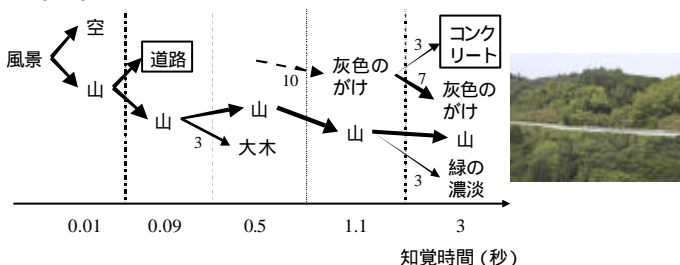 風景
空
山
道路
山
3
山
大木
10
灰色の
がけ
山
3
コンク
リート
7
灰色の
がけ
山
3
緑の
濃淡
0.01 0.09 0.5 1.1 3
知覚時間(秒)